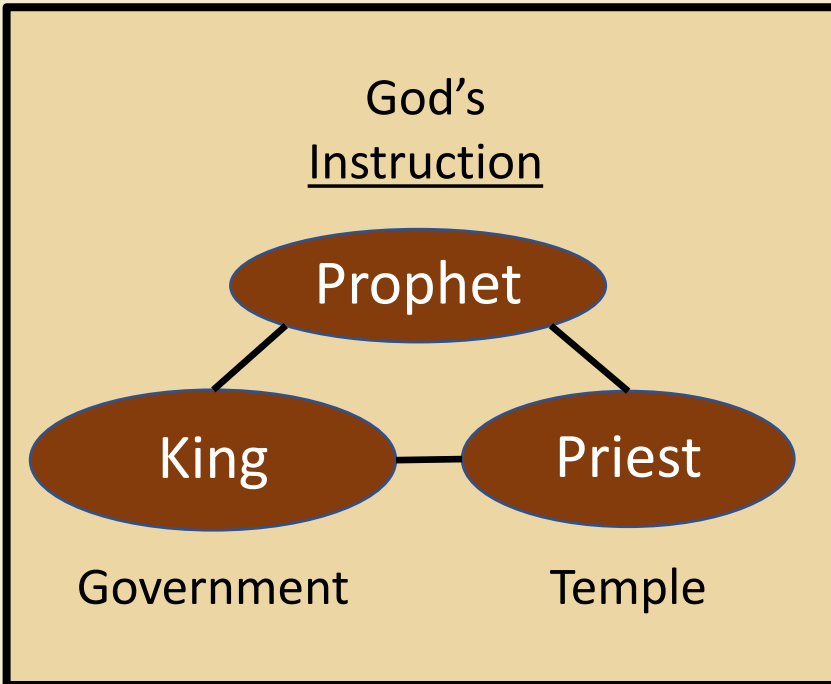 God’s
Instruction
Prophet
King
Priest
Government
Temple